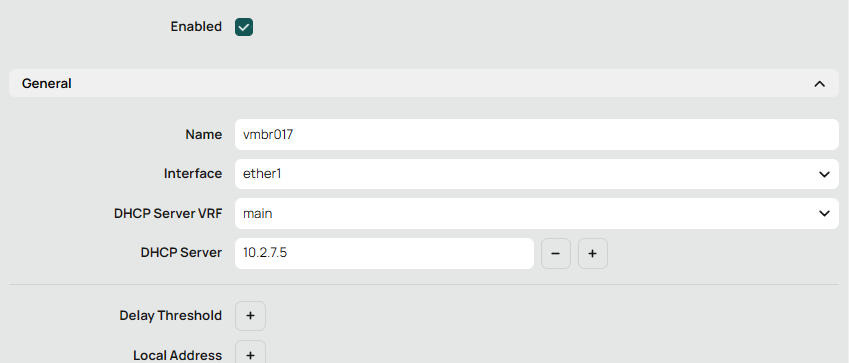 Enabled
General
Name vmbr017
Interface ether1
DHCP Server VRF main
DHCP Server 10.2.7.5 − +
Delay Threshold +
Local Address +